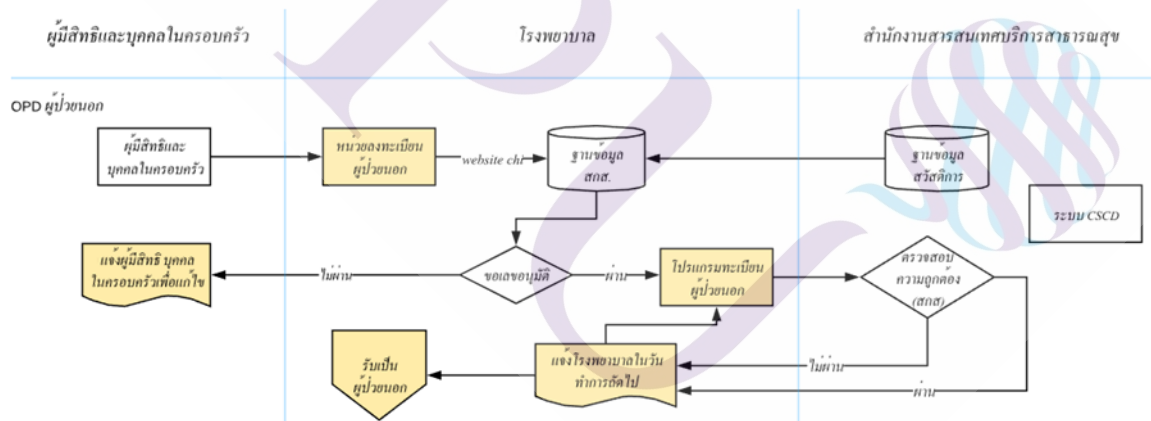 ผู้มีสิทธิและบุคคลในครอบครัว
โรงพยาบาล
สำนักงานสารสนเทศบริการสาธารณสุข
OPD ผู้ป่วยนอก
ผู้มีสิทธิและ
บุคคลในครอบครัว
หน่วยลงทะเบียน
ผู้ป่วยนอก
website chi
ฐานข้อมูล
สกส.
ฐานข้อมูล
สวัสดิการ
ระบบ CSCD
แจ้งผู้มีสิทธิ บุคคล
ในครอบครัวเพื่อแก้ไข
ไม่ผ่าน
ขอเลขอนุมัติ
ผ่าน
โปรแกรมทะเบียน
ผู้ป่วยนอก
ตรวจสอบ
ความถูกต้อง
(สกส)
รับเป็น
ผู้ป่วยนอก
แจ้งโรงพยาบาลในวัน
ทำการถัดไป
ไม่ผ่าน
ผ่าน